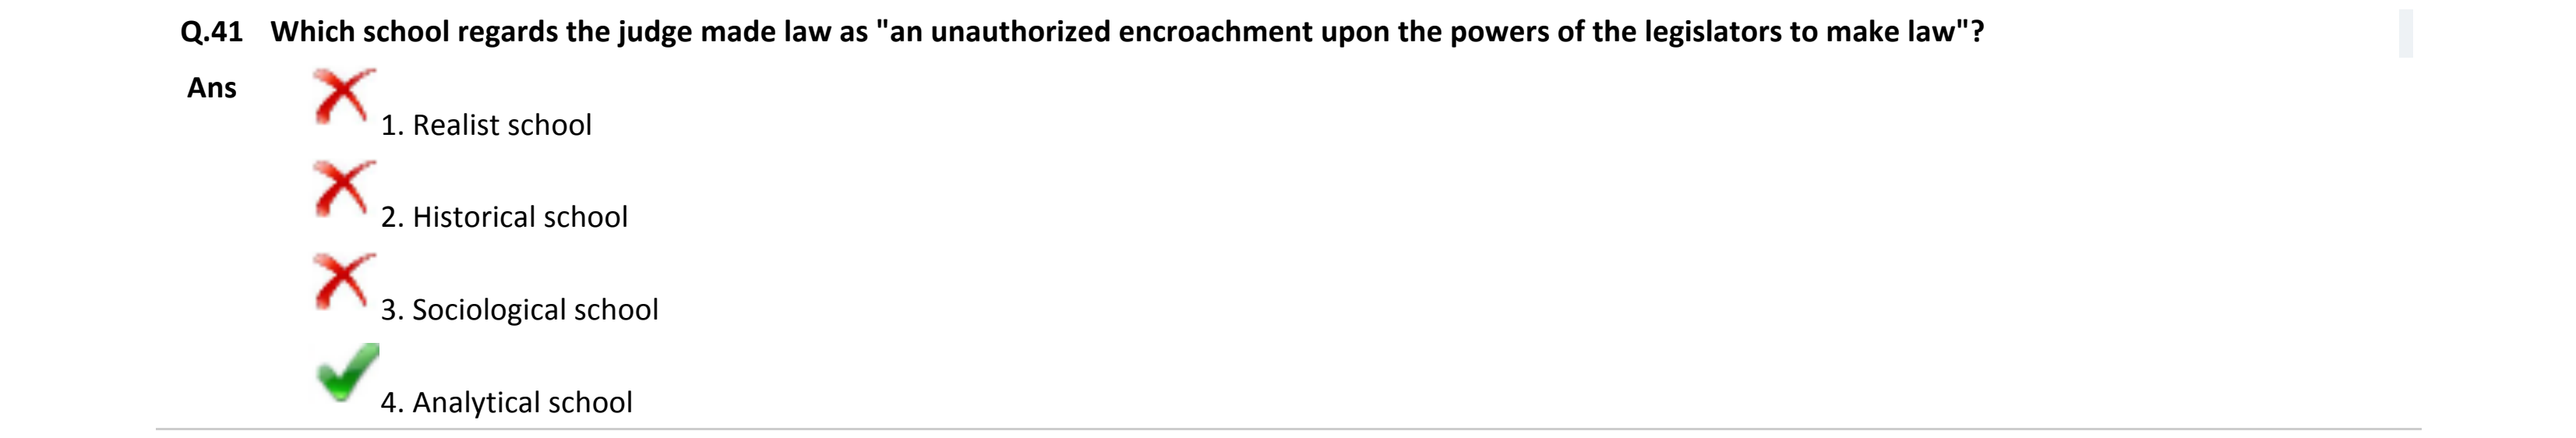 Q.41 Which school regards the judge made law as "an unauthorized encroachment upon the powers of the legislators to make law"?
Ans
1. Realist school
2. Historical school
3. Sociological school
4. Analytical school